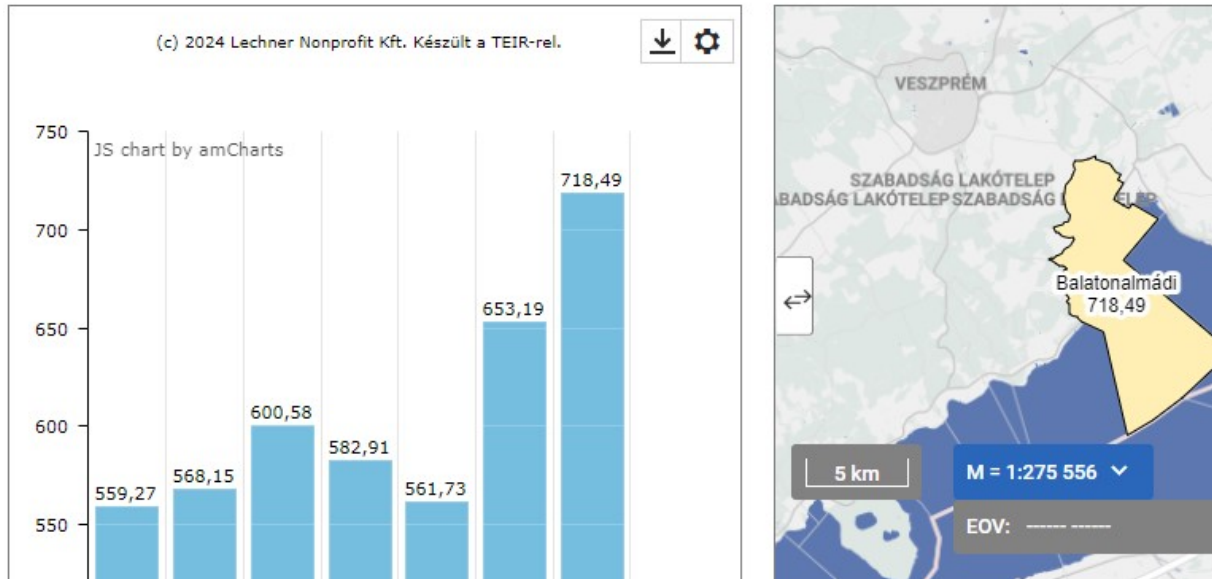 (c) 2024 Lechner Nonprofit Kft. Készült a TEIR-rel.
750
JS chart by amCharts
718,49
700
653,19
650
600,58
600
582,91
568,15
561,73
559,27
550
VESZPRÉM
SZABADSÁG LAKÓTELEP
ABADSÁG LAKÓTELEP SZABADSÁG L TELEP
Balatonalmádi
718,49
5 km
M = 1:275 556
EOV: ------ ------